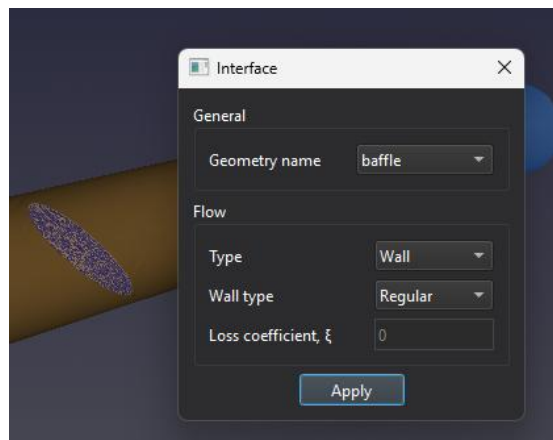 Interface
General
Geometry name baffle
Flow
Type Wall
Wall type Regular
Loss coefficient, ξ 0
Apply